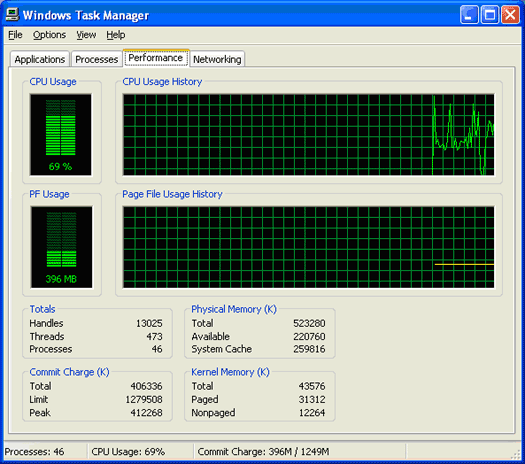 Windows Task Manager
File Options View Help
Applications Processes Performance Networking
CPU Usage CPU Usage History
69 %
PF Usage Page File Usage History
396 MB
Totals
Handles 13025
Threads 473
Processes 46
Physical Memory (K)
Total 523280
Available 220760
System Cache 259816
Commit Charge (K)
Total 406336
Limit 1279508
Peak 412268
Kernel Memory (K)
Total 43576
Paged 31312
Nonpaged 12264
Processes: 46 CPU Usage: 69% Commit Charge: 396M / 1249M